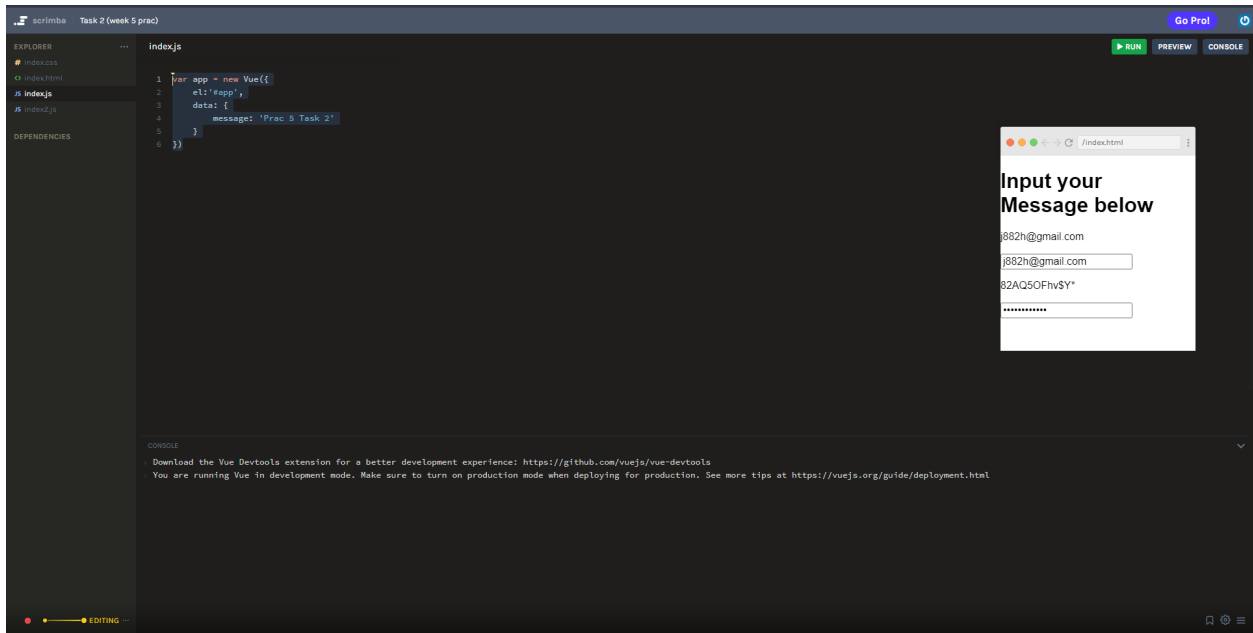 scrimba Task 2 (week 5 prac) Go Pro!
EXPLORER ...
# index.css
index.html
JS index.js
JS index2.js
DEPENDENCIES
index.js RUN PREVIEW CONSOLE
1 var app = new Vue({
2 el:'#app',
3 data: {
4 message: 'Prac 5 Task 2'
5 }
6 })
/index.html
Input your
Message below
j882h@gmail.com
j882h@gmail.com
82AQ5OFhv$Y*
••••••••••••
CONSOLE
› Download the Vue Devtools extension for a better development experience: https://github.com/vuejs/vue-devtools
› You are running Vue in development mode. Make sure to turn on production mode when deploying for production. See more tips at https://vuejs.org/guide/deployment.html
EDITING ...